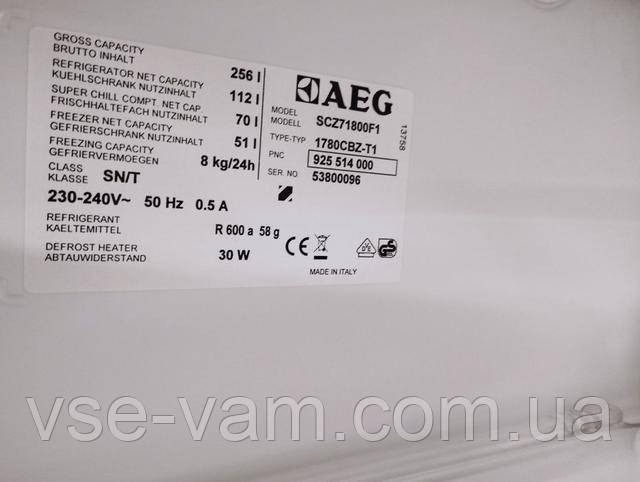 GROSS CAPACITY
BRUTTO INHALT 256 l
REFRIGERATOR NET CAPACITY
KUEHLSCHRANK NUTZINHALT 112 l
SUPER CHILL COMPT. NET CAP
FRISCHHALTEFACH NUTZINHALT 70 l
FREEZER NET CAPACITY
GEFRIERSCHRANK NUTZINHALT 51 l
FREEZING CAPACITY
GEFRIERVERMOEGEN 8 kg/24h
CLASS
KLASSE SN/T
230-240V~ 50 Hz 0.5 A
REFRIGERANT
KAELTEMITTEL R 600 a 58 g
DEFROST HEATER
ABTAUWIDERSTAND 30 W
AEG
MODEL
MODELL SCZ71800F1
TYPE-TYP 1780CBZ-T1
PNC 925 514 000
SER. NO 53800096
13758
CE
MADE IN ITALY
vse-vam.com.ua